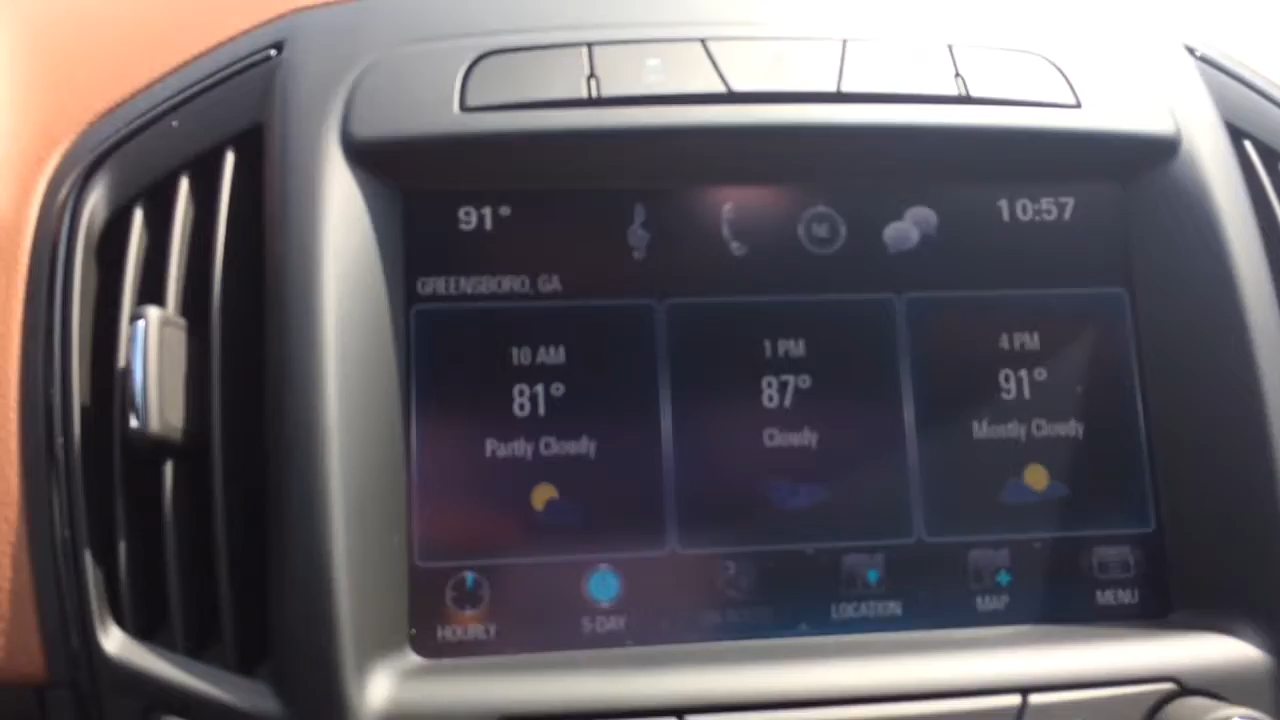 91°
NE
10:57
GREENSBORO, GA
10 AM
81°
Partly Cloudy
1 PM
87°
Cloudy
4 PM
91°
Mostly Cloudy
HOURLY
5-DAY
LOCATION
MAP
MENU